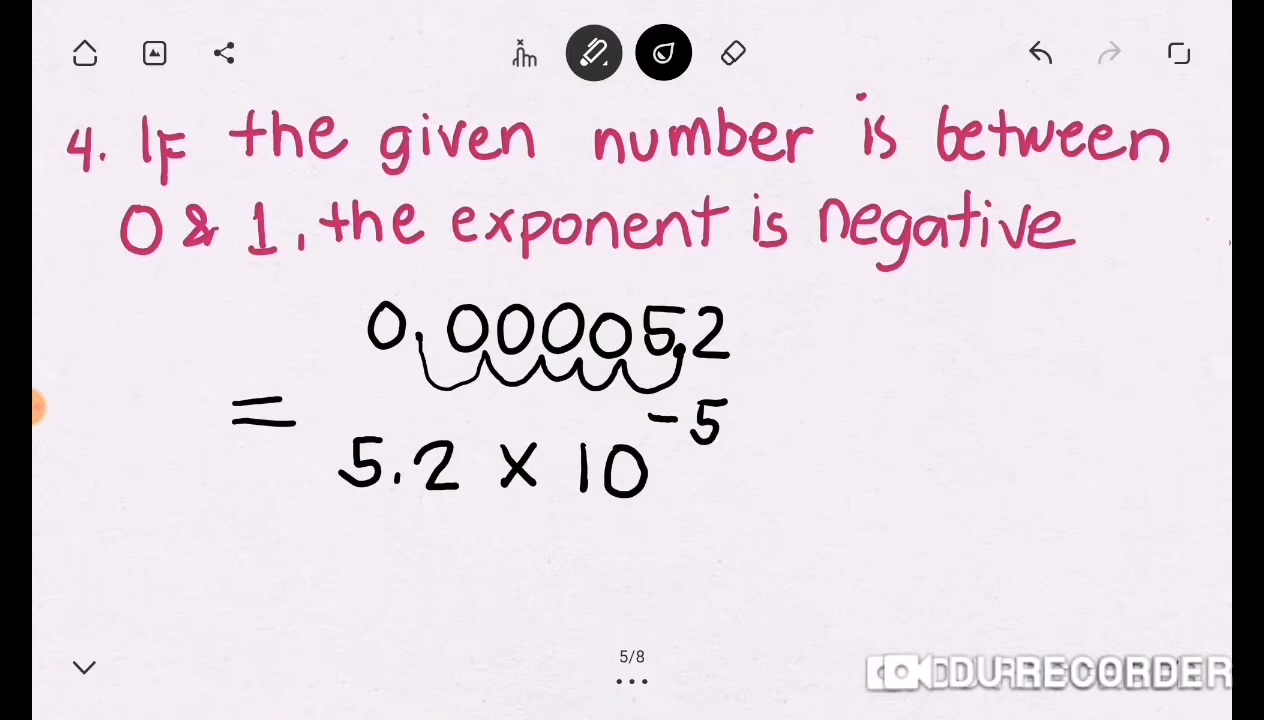 4. IF the given number is between
0 & 1, the exponent is negative
0.000052
=
5.2 × 10⁻⁵
5/8
DU RECORDER